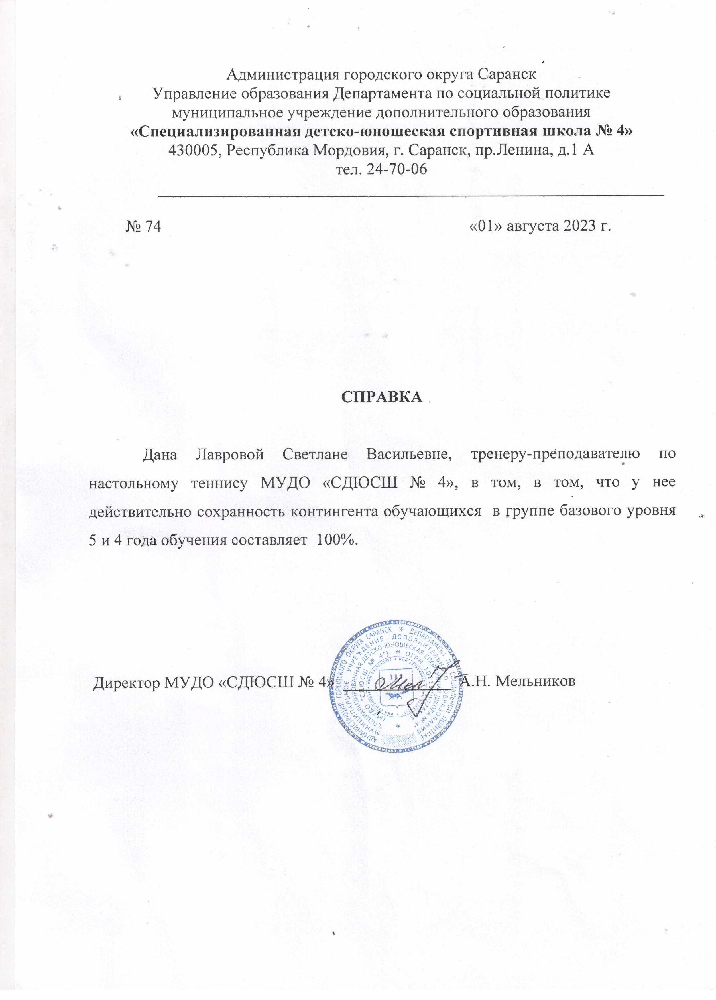 Администрация городского округа Саранск
Управление образования Департамента по социальной политике
муниципальное учреждение дополнительного образования
«Специализированная детско-юношеская спортивная школа № 4»
430005, Республика Мордовия, г. Саранск, пр.Ленина, д.1 А
тел. 24-70-06
№ 74 «01» августа 2023 г.
СПРАВКА
Дана Лавровой Светлане Васильевне, тренеру-преподавателю по
настольному теннису МУДО «СДЮСШ № 4», в том, в том, что у нее
действительно сохранность контингента обучающихся в группе базового уровня
5 и 4 года обучения составляет 100%.
Директор МУДО «СДЮСШ № 4» А.Н. Мельников
АДМИНИСТРАЦИЯ ГОРОДСКОГО ОКРУГА САРАНСК * ДЕПАРТАМЕНТ ПО СОЦИАЛЬНОЙ ПОЛИТИКЕ
МУНИЦИПАЛЬНОЕ УЧРЕЖДЕНИЕ ДОПОЛНИТЕЛЬНОГО ОБРАЗОВАНИЯ
"СПЕЦИАЛИЗИРОВАННАЯ ДЕТСКО-ЮНОШЕСКАЯ СПОРТИВНАЯ ШКОЛА № 4"
(МУДО "СДЮСШ № 4") * ОГРН